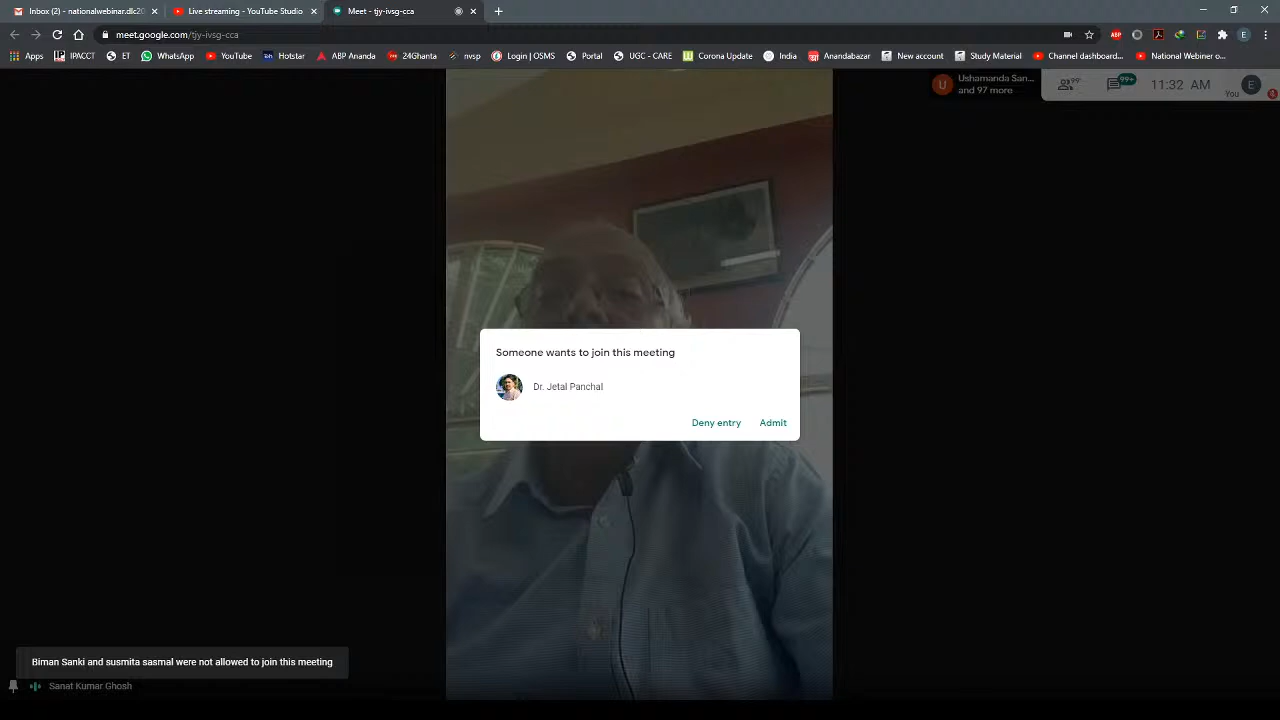 Inbox (2) - nationalwebinar.dlc20
Live streaming - YouTube Studio
Meet - tjy-ivsg-cca
meet.google.com/tjy-ivsg-cca
Apps
IPACCT
ET
WhatsApp
YouTube
Hotstar
ABP Ananda
24Ghanta
nvsp
Login | OSMS
Portal
UGC - CARE
Corona Update
India
Anandabazar
New account
Study Material
Channel dashboard...
National Webiner o...
U
Ushamanda San...
and 97 more
99+
11:32 AM
You
E
Someone wants to join this meeting
Dr. Jetal Panchal
Deny entry
Admit
Biman Sanki and susmita sasmal were not allowed to join this meeting
Sanat Kumar Ghosh